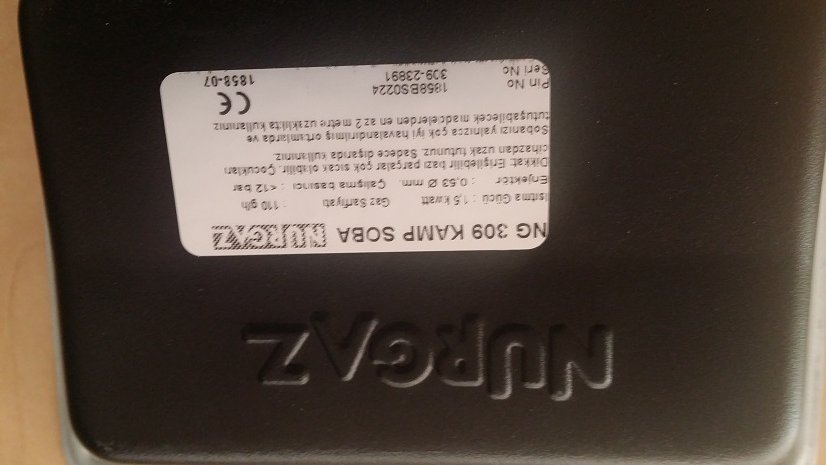 NURGAZ
NG 309 KAMP SOBA NURGAZ
Isıtma Gücü : 1,5 kwatt Gaz Sarfiyatı : 110 g/h
Enjektör : 0,53 Ø mm. Çalışma basıncı : <12 bar
Dikkat: Erişilebilir bazı parçalar çok sıcak olabilir. Çocukları
cihazdan uzak tutunuz. Sadece dışarıda kullanınız.
Sobanızı yalnızca çok iyi havalandırılmış ortamlarda ve
tutuşabilecek maddelerden en az 2 metre uzaklıkta kullanınız
CE
Pin No 1858BS0224
Seri No 309-23891 1858-07